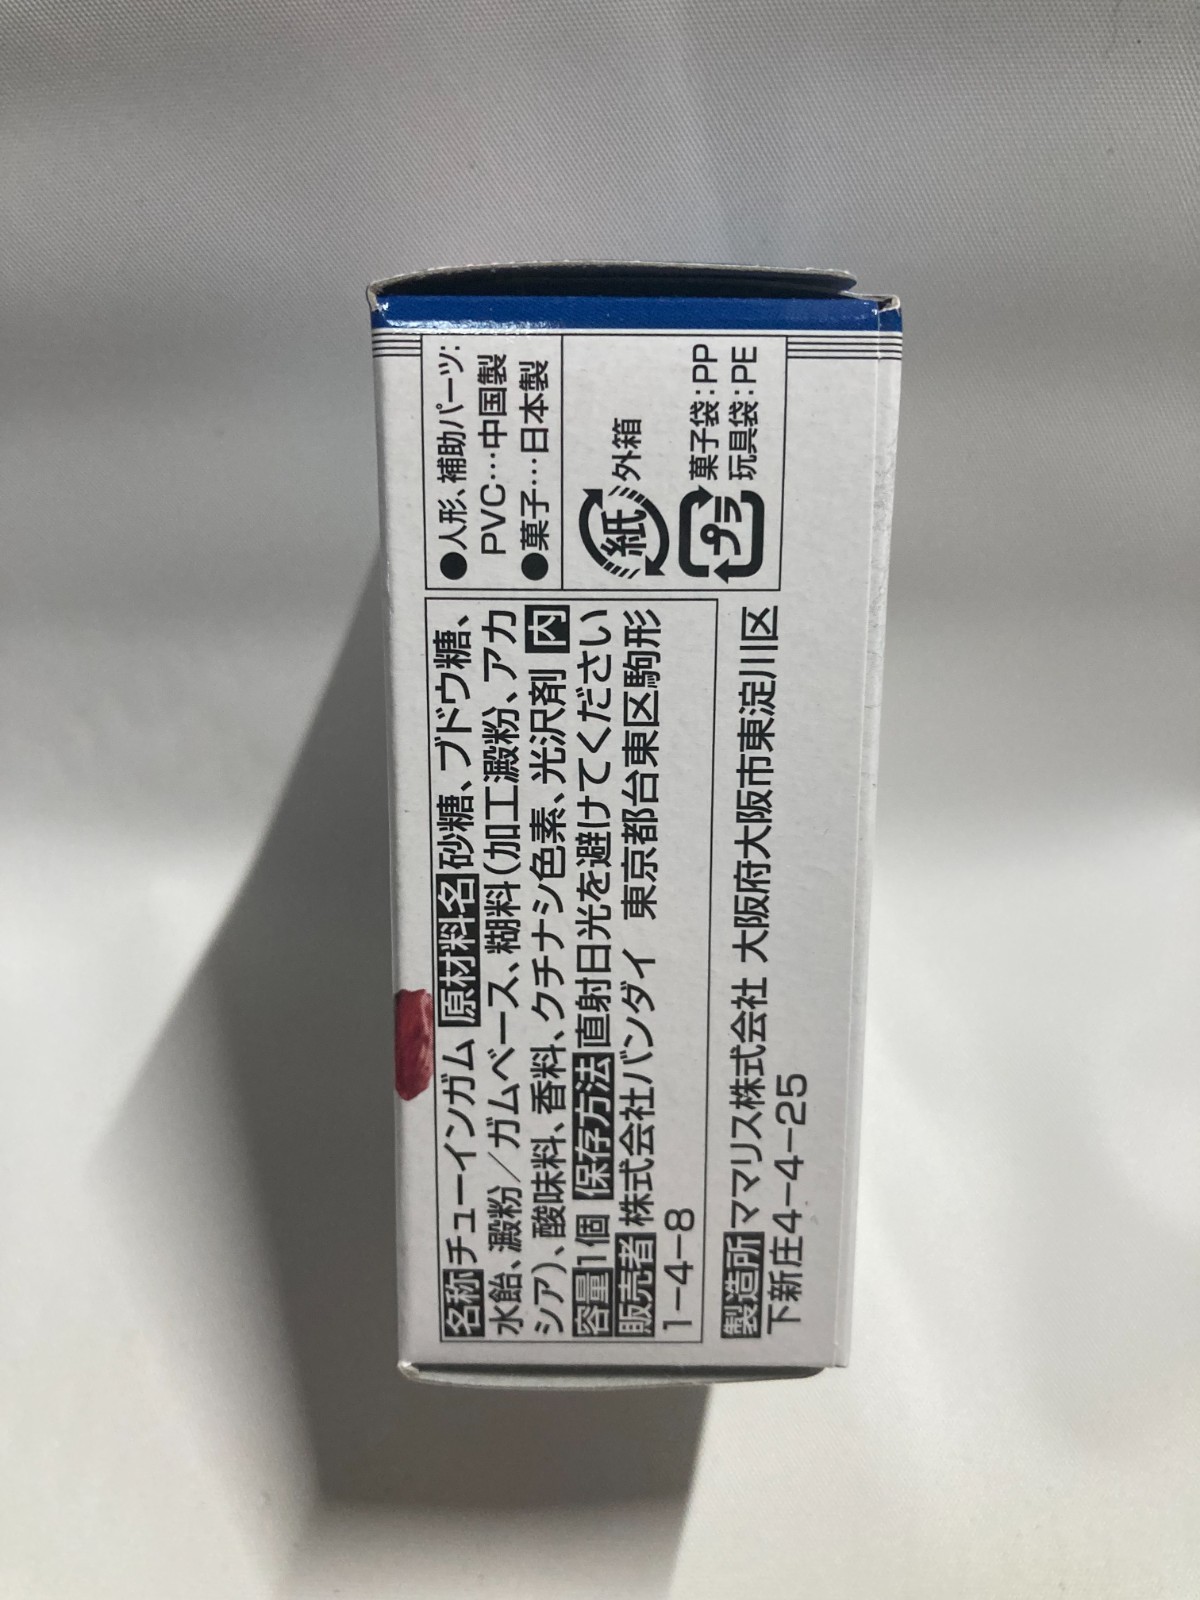 名称チューインガム 原材料名砂糖、ブドウ糖、
水飴、澱粉／ガムベース、糊料(加工澱粉、アカ
シア)、酸味料、香料、クチナシ色素、光沢剤 内
容量1個 保存方法直射日光を避けてください
販売者株式会社バンダイ 東京都台東区駒形
1-4-8
製造所ママリス株式会社 大阪府大阪市東淀川区
下新庄4-4-25
●人形、補助パーツ:
PVC…中国製
●菓子…日本製
紙 外箱
プラ 菓子袋:PP
玩具袋:PE